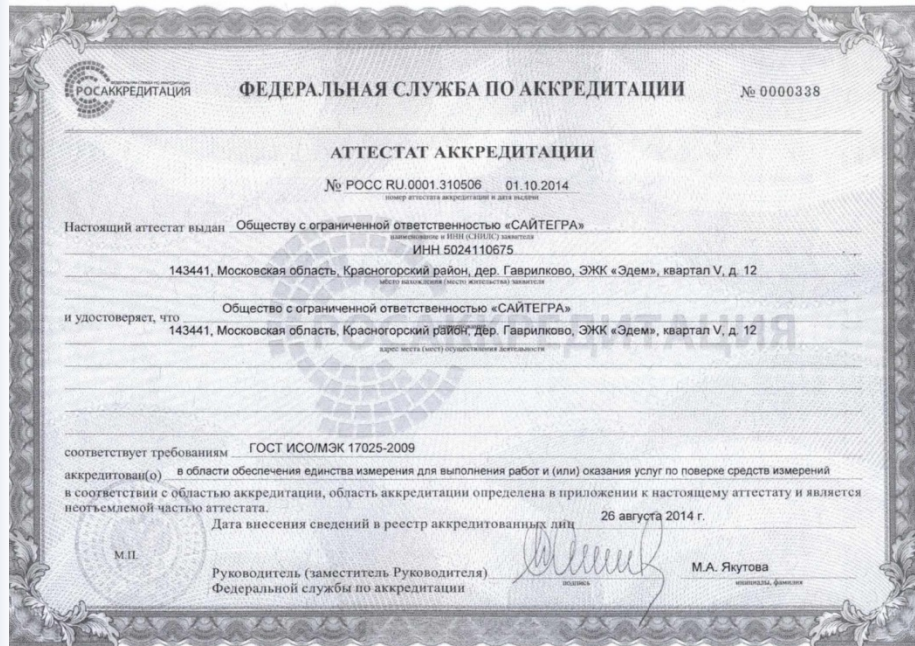 РОСАККРЕДИТАЦИЯ
ФЕДЕРАЛЬНАЯ СЛУЖБА ПО АККРЕДИТАЦИИ
№ 0000338
АТТЕСТАТ АККРЕДИТАЦИИ
№ РОСС RU.0001.310506 01.10.2014
номер аттестата аккредитации и дата выдачи
Настоящий аттестат выдан Обществу с ограниченной ответственностью «САЙТЕГРА»
наименование и ИНН (СНИЛС) заявителя
ИНН 5024110675
143441, Московская область, Красногорский район, дер. Гаврилково, ЭЖК «Эдем», квартал V, д. 12
место нахождения (место жительства) заявителя
и удостоверяет, что Общество с ограниченной ответственностью «САЙТЕГРА»
143441, Московская область, Красногорский район, дер. Гаврилково, ЭЖК «Эдем», квартал V, д. 12
адрес места (мест) осуществления деятельности
РОСАККРЕДИТАЦИЯ
соответствует требованиям ГОСТ ИСО/МЭК 17025-2009
аккредитован(о) в области обеспечения единства измерения для выполнения работ и (или) оказания услуг по поверке средств измерений
в соответствии с областью аккредитации, область аккредитации определена в приложении к настоящему аттестату и является
неотъемлемой частью аттестата.
Дата внесения сведений в реестр аккредитованных лиц 26 августа 2014 г.
М.П.
Руководитель (заместитель Руководителя)
Федеральной службы по аккредитации
подпись
М.А. Якутова
инициалы, фамилия